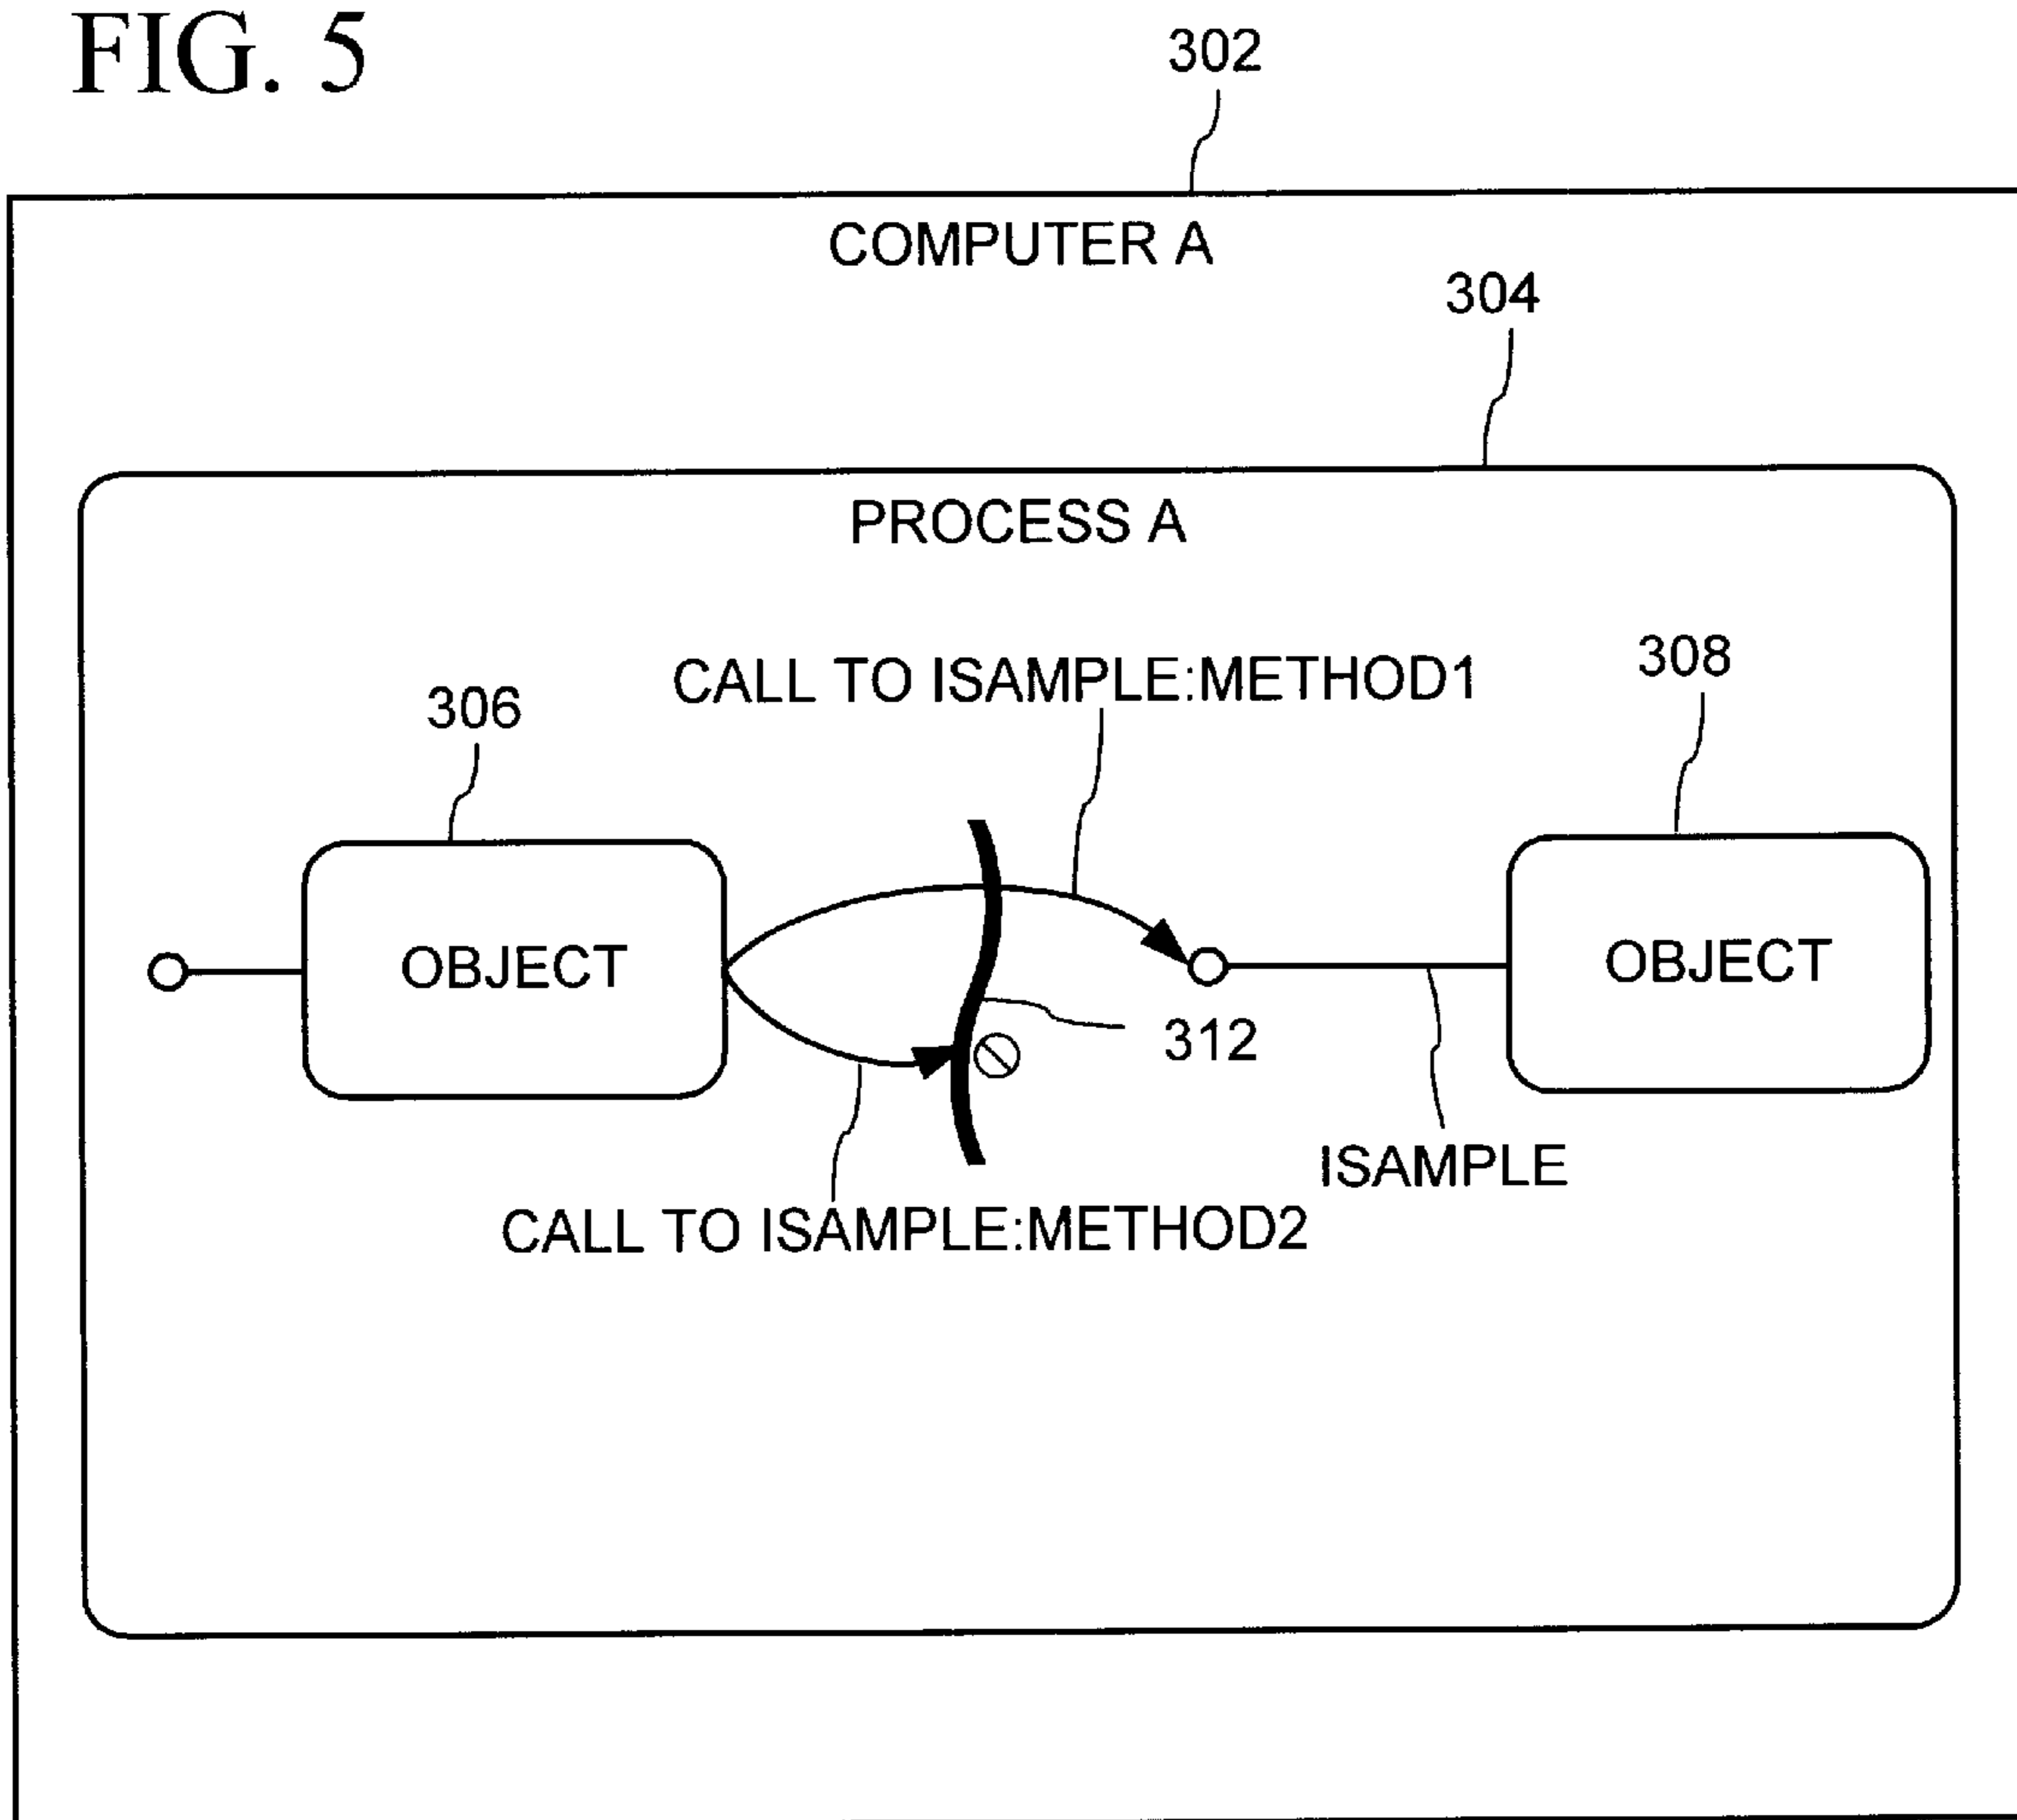 FIG. 5
302
COMPUTER A
304
PROCESS A
CALL TO ISAMPLE:METHOD1
308
306
OBJECT
OBJECT
312
ISAMPLE
CALL TO ISAMPLE:METHOD2